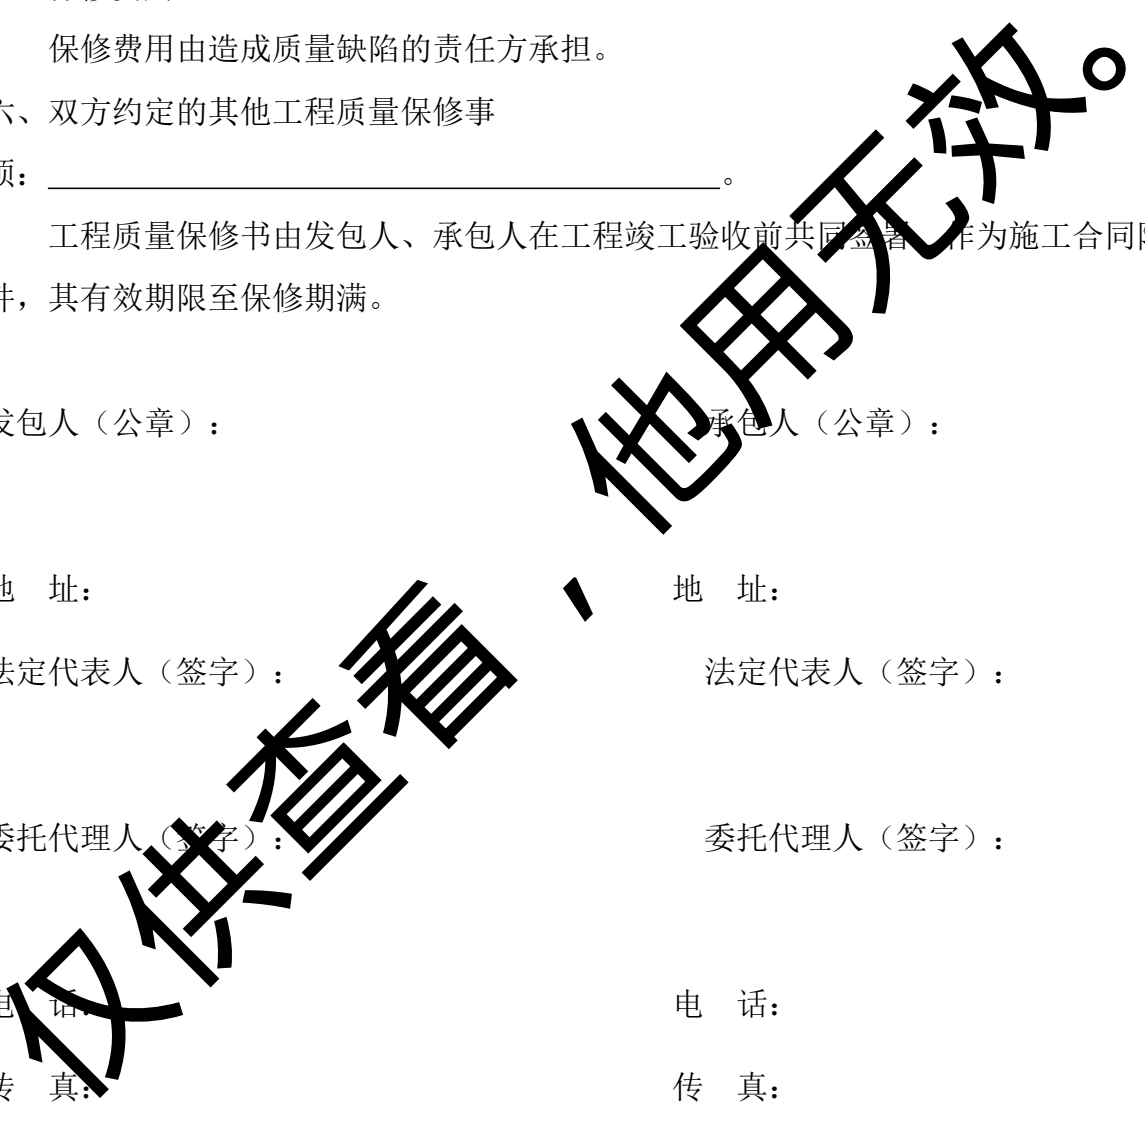 保修费用由造成质量缺陷的责任方承担。
六、双方约定的其他工程质量保修事
项：　　　　　　　　　　。
工程质量保修书由发包人、承包人在工程竣工验收前共同签署，作为施工合同附
件，其有效期限至保修期满。
发包人（公章）： 承包人（公章）：
地 址： 地 址：
法定代表人（签字）： 法定代表人（签字）：
委托代理人（签字）： 委托代理人（签字）：
电 话： 电 话：
传 真： 传 真：
仅供查看，他用无效。